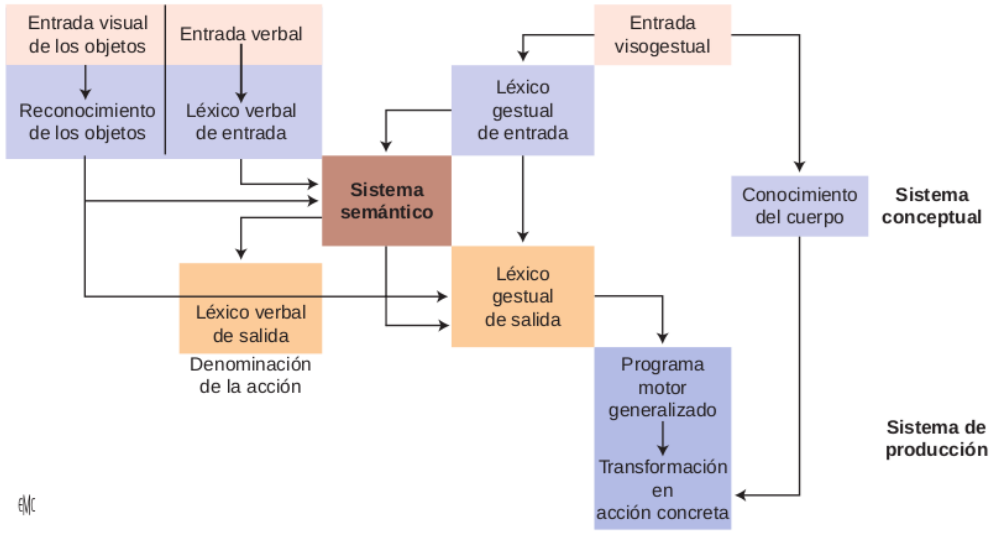 Entrada visual
de los objetos
Entrada verbal
Entrada
visogestual
Reconocimiento
de los objetos
Léxico verbal
de entrada
Léxico
gestual
de entrada
Sistema
semántico
Conocimiento
del cuerpo
Sistema
conceptual
Léxico verbal
de salida
Léxico
gestual
de salida
Denominación
de la acción
Programa
motor
generalizado
Transformación
en
acción concreta
Sistema de
producción
EMC